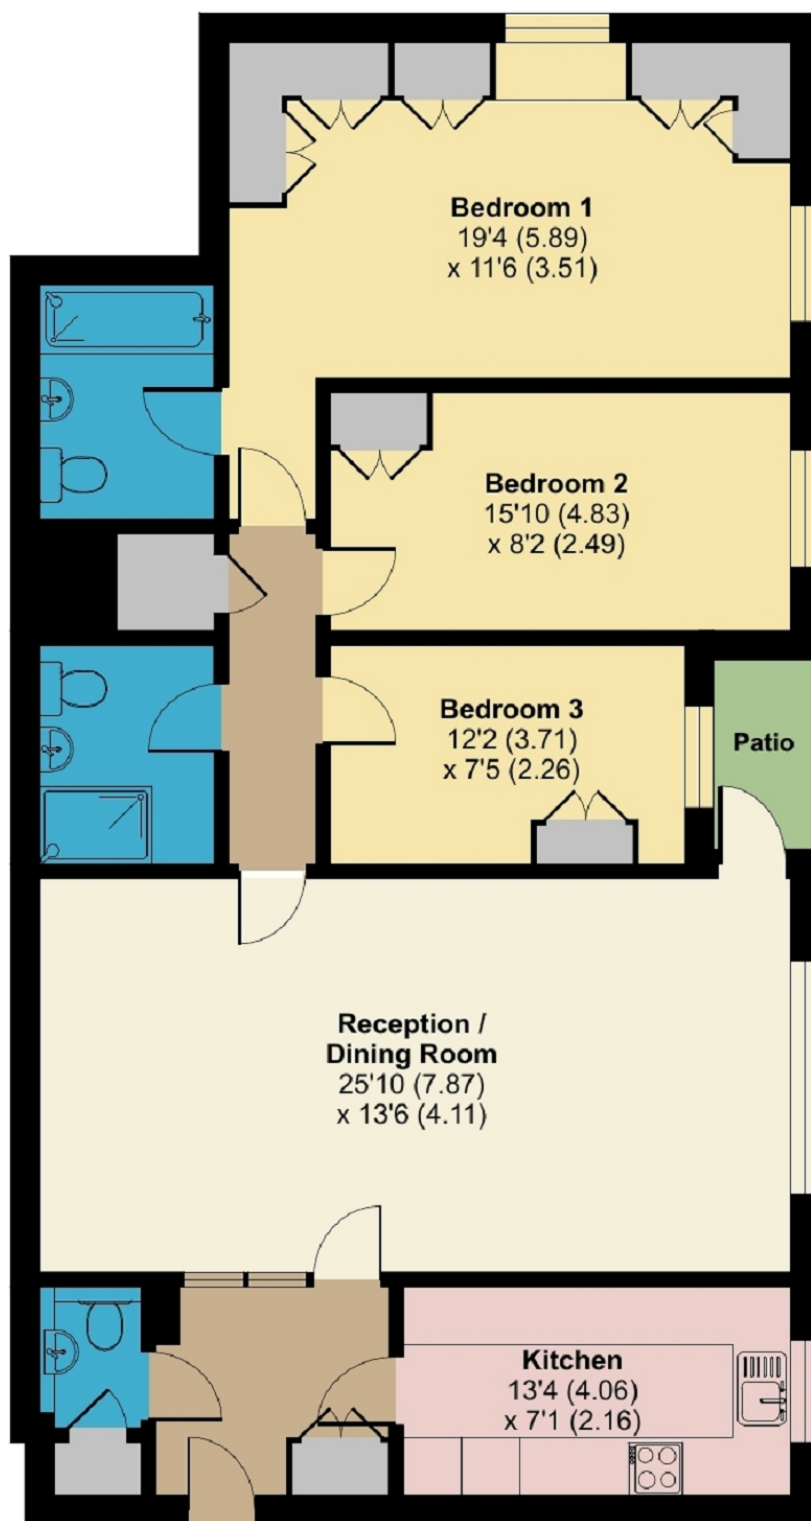 Bedroom 1
19'4 (5.89)
x 11'6 (3.51)
Bedroom 2
15'10 (4.83)
x 8'2 (2.49)
Bedroom 3
12'2 (3.71)
x 7'5 (2.26)
Patio
Reception /
Dining Room
25'10 (7.87)
x 13'6 (4.11)
Kitchen
13'4 (4.06)
x 7'1 (2.16)